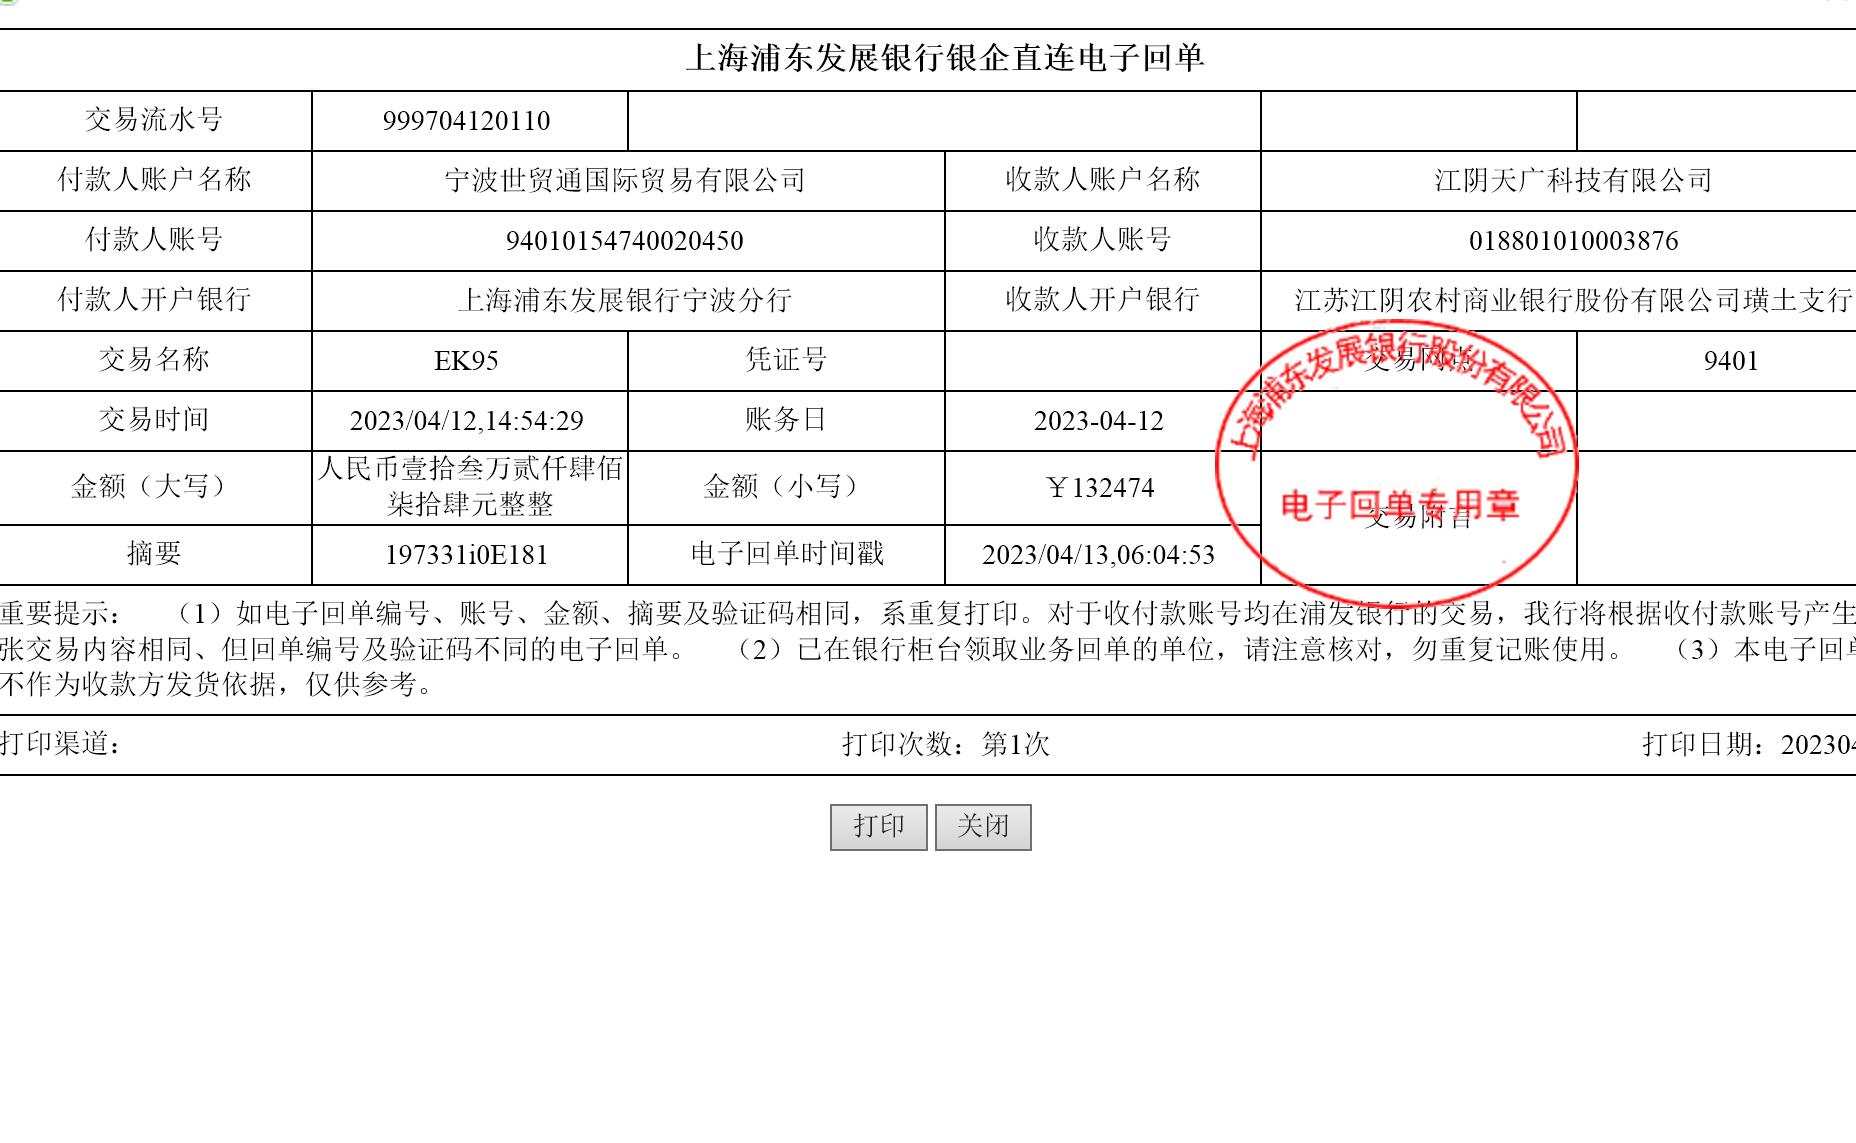 上海浦东发展银行银企直连电子回单
交易流水号 999704120110
付款人账户名称 宁波世贸通国际贸易有限公司 收款人账户名称 江阴天广科技有限公司
付款人账号 94010154740020450 收款人账号 018801010003876
付款人开户银行 上海浦东发展银行宁波分行 收款人开户银行 江苏江阴农村商业银行股份有限公司璜土支行
交易名称 EK95 凭证号 交易网点 9401
上海浦东发展银行股份有限公司
交易时间 2023/04/12,14:54:29 账务日 2023-04-12
金额（大写） 人民币壹拾叁万贰仟肆佰
柒拾肆元整整 金额（小写） ￥132474
电子回单专用章
交易附言
摘要 197331i0E181 电子回单时间戳 2023/04/13,06:04:53
重要提示： （1）如电子回单编号、账号、金额、摘要及验证码相同，系重复打印。对于收付款账号均在浦发银行的交易，我行将根据收付款账号产生
张交易内容相同、但回单编号及验证码不同的电子回单。 （2）已在银行柜台领取业务回单的单位，请注意核对，勿重复记账使用。 （3）本电子回单
不作为收款方发货依据，仅供参考。
打印渠道： 打印次数：第1次 打印日期：202304
打印 关闭